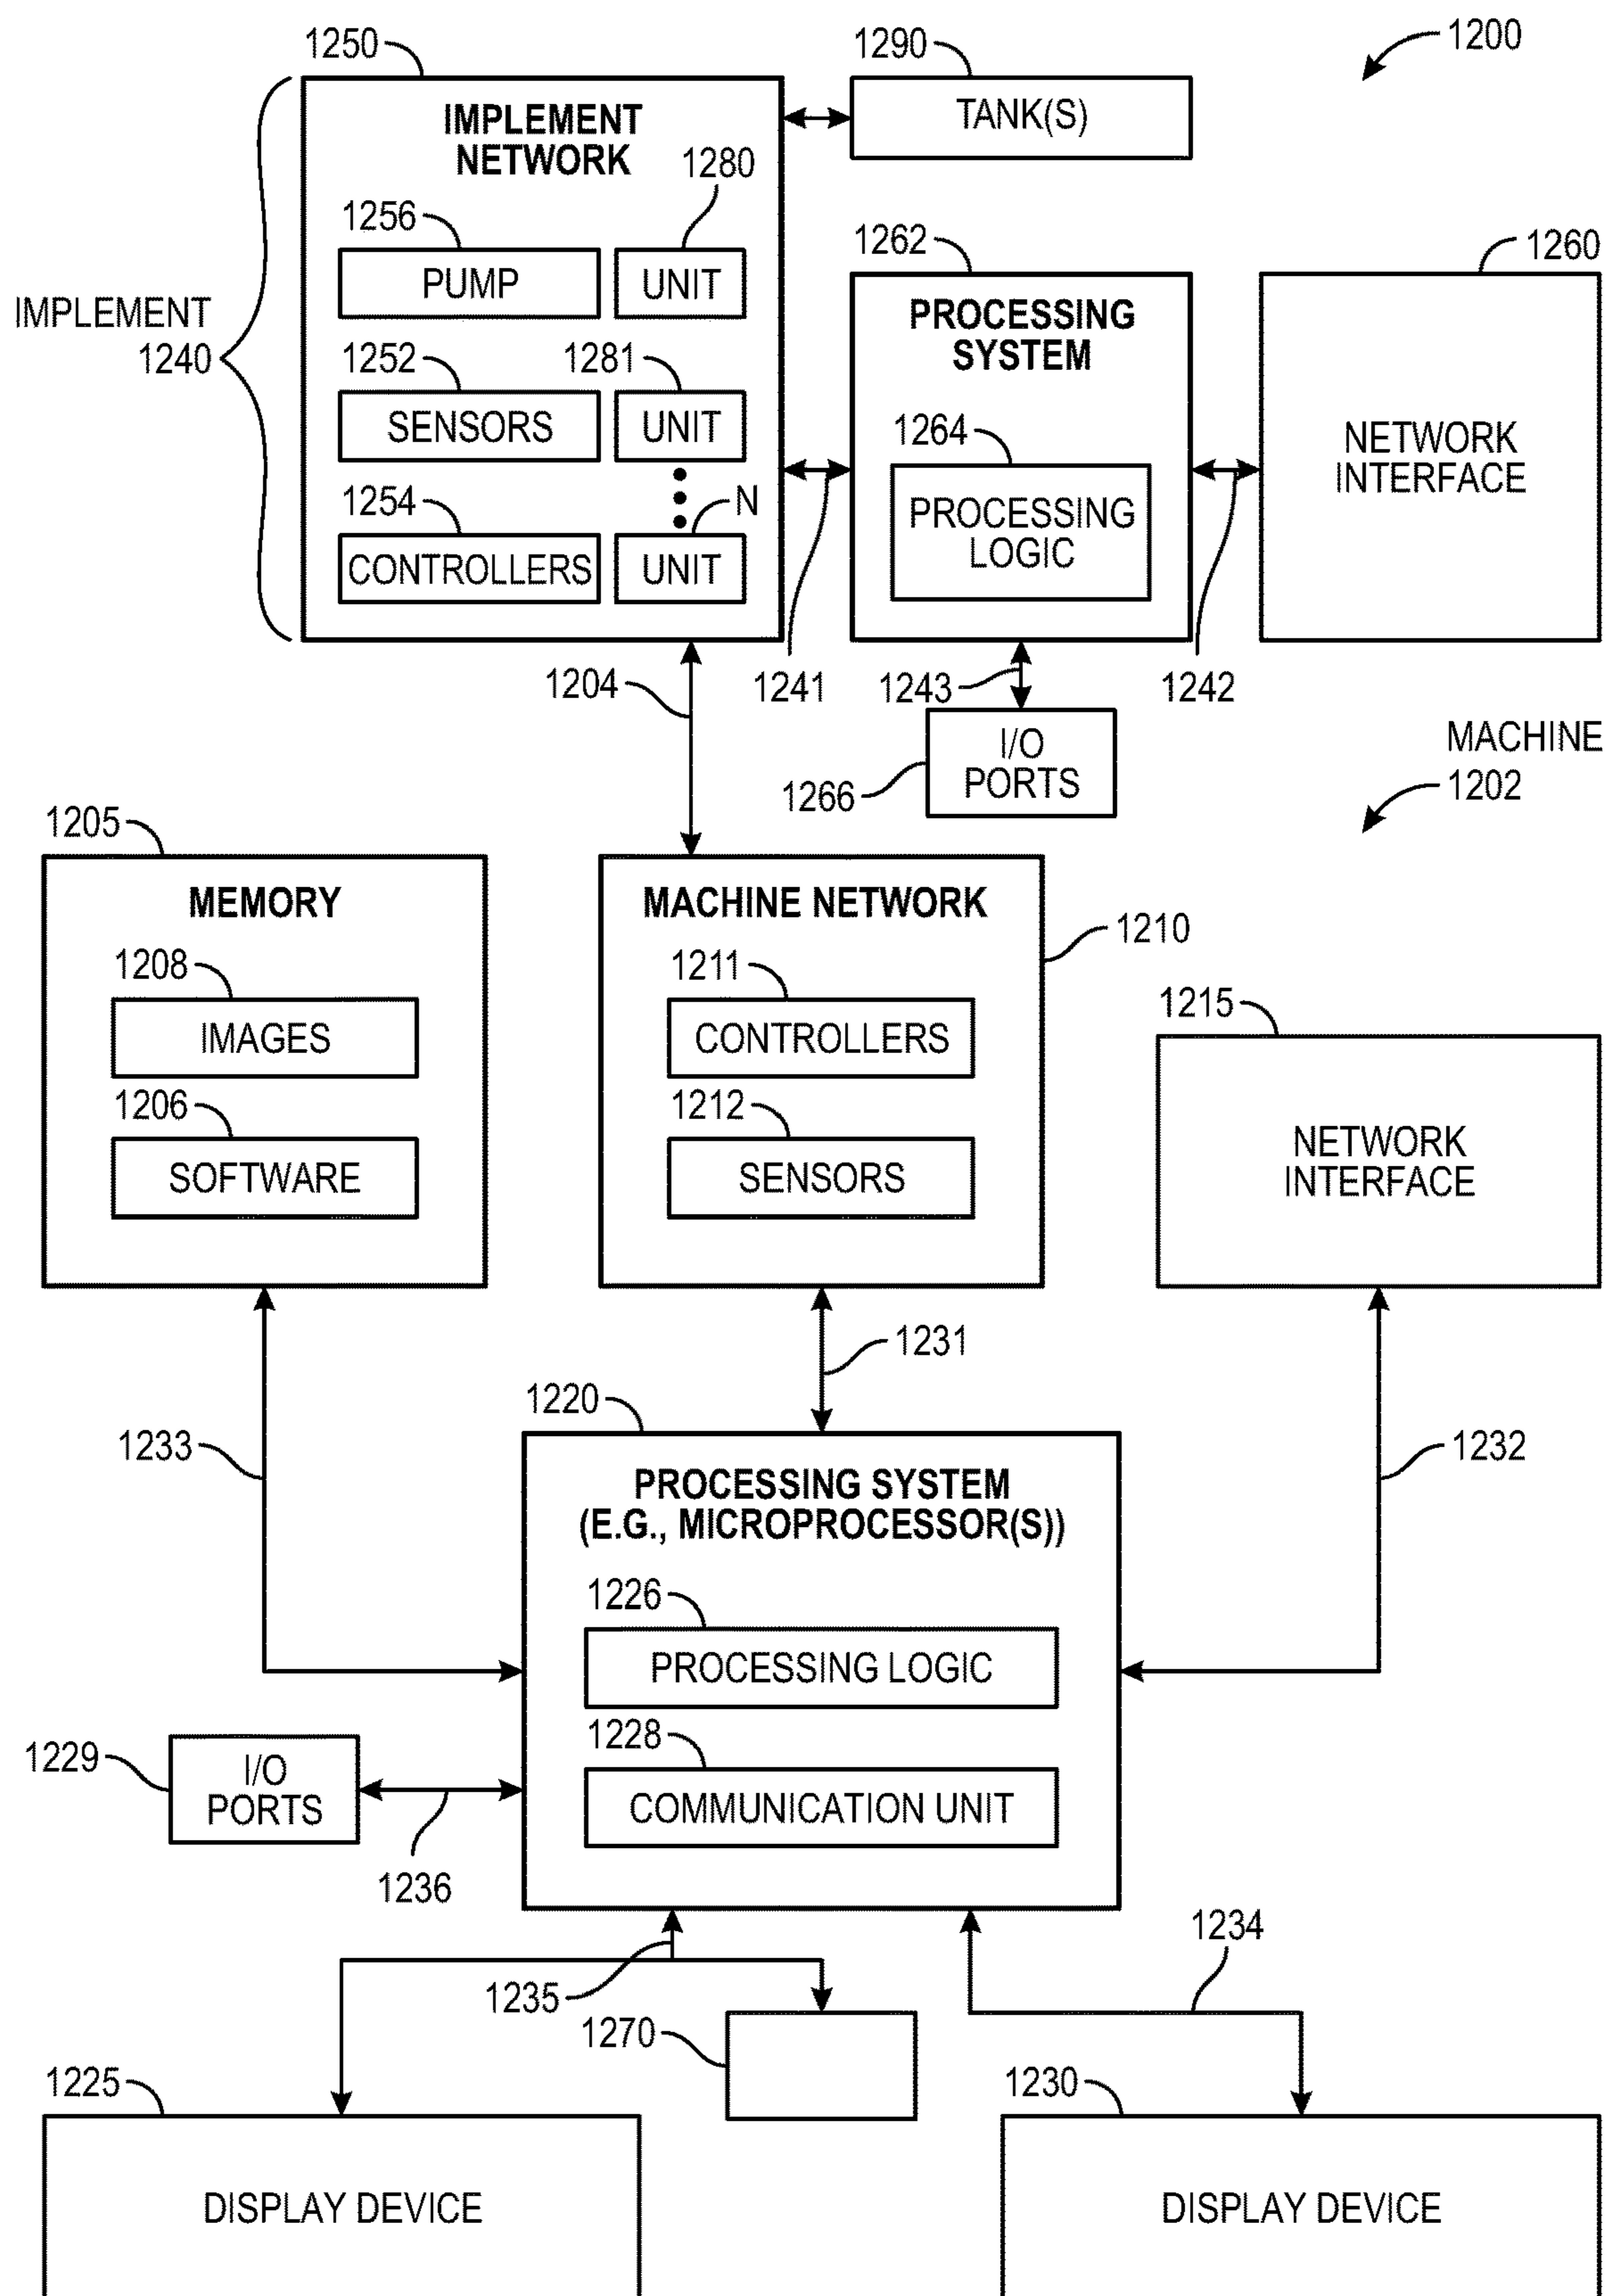 1250
1290
1200
IMPLEMENT
NETWORK
TANK(S)
1280
1256
PUMP
UNIT
1262
1260
IMPLEMENT
1240
PROCESSING
SYSTEM
1252
1281
SENSORS
UNIT
1264
NETWORK
INTERFACE
1254
N
PROCESSING
LOGIC
CONTROLLERS
UNIT
1204
1241
1243
1242
I/O
PORTS
1266
MACHINE
1202
1205
MEMORY
MACHINE NETWORK
1210
1208
IMAGES
1211
CONTROLLERS
1215
1206
SOFTWARE
1212
SENSORS
NETWORK
INTERFACE
1231
1220
1233
1232
PROCESSING SYSTEM
(E.G., MICROPROCESSOR(S))
1226
PROCESSING LOGIC
1228
COMMUNICATION UNIT
1229
I/O
PORTS
1236
1234
1235
1270
1225
1230
DISPLAY DEVICE
DISPLAY DEVICE